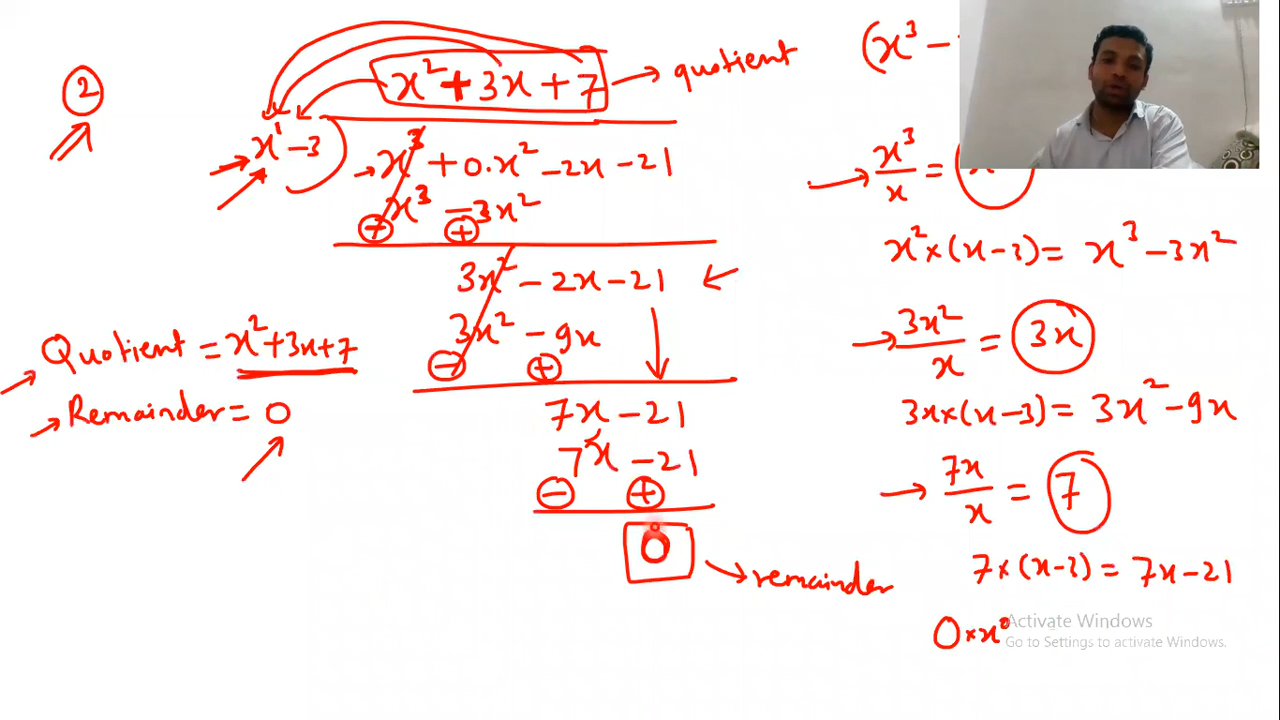 ②
x² + 3x + 7 → quotient
x¹ - 3
x³ + 0·x² - 2x - 21
x³ - 3x²
- +
3x² - 2x - 21
3x² - 9x
- +
7x - 21
7x - 21
- +
0 → remainder
Quotient = x² + 3x + 7
Remainder = 0
(x³ -
x³/x =
x² × (x - 3) = x³ - 3x²
3x²/x = 3x
3x × (x - 3) = 3x² - 9x
7x/x = 7
7 × (x - 3) = 7x - 21
0 × x⁰
Activate Windows
Go to Settings to activate Windows.